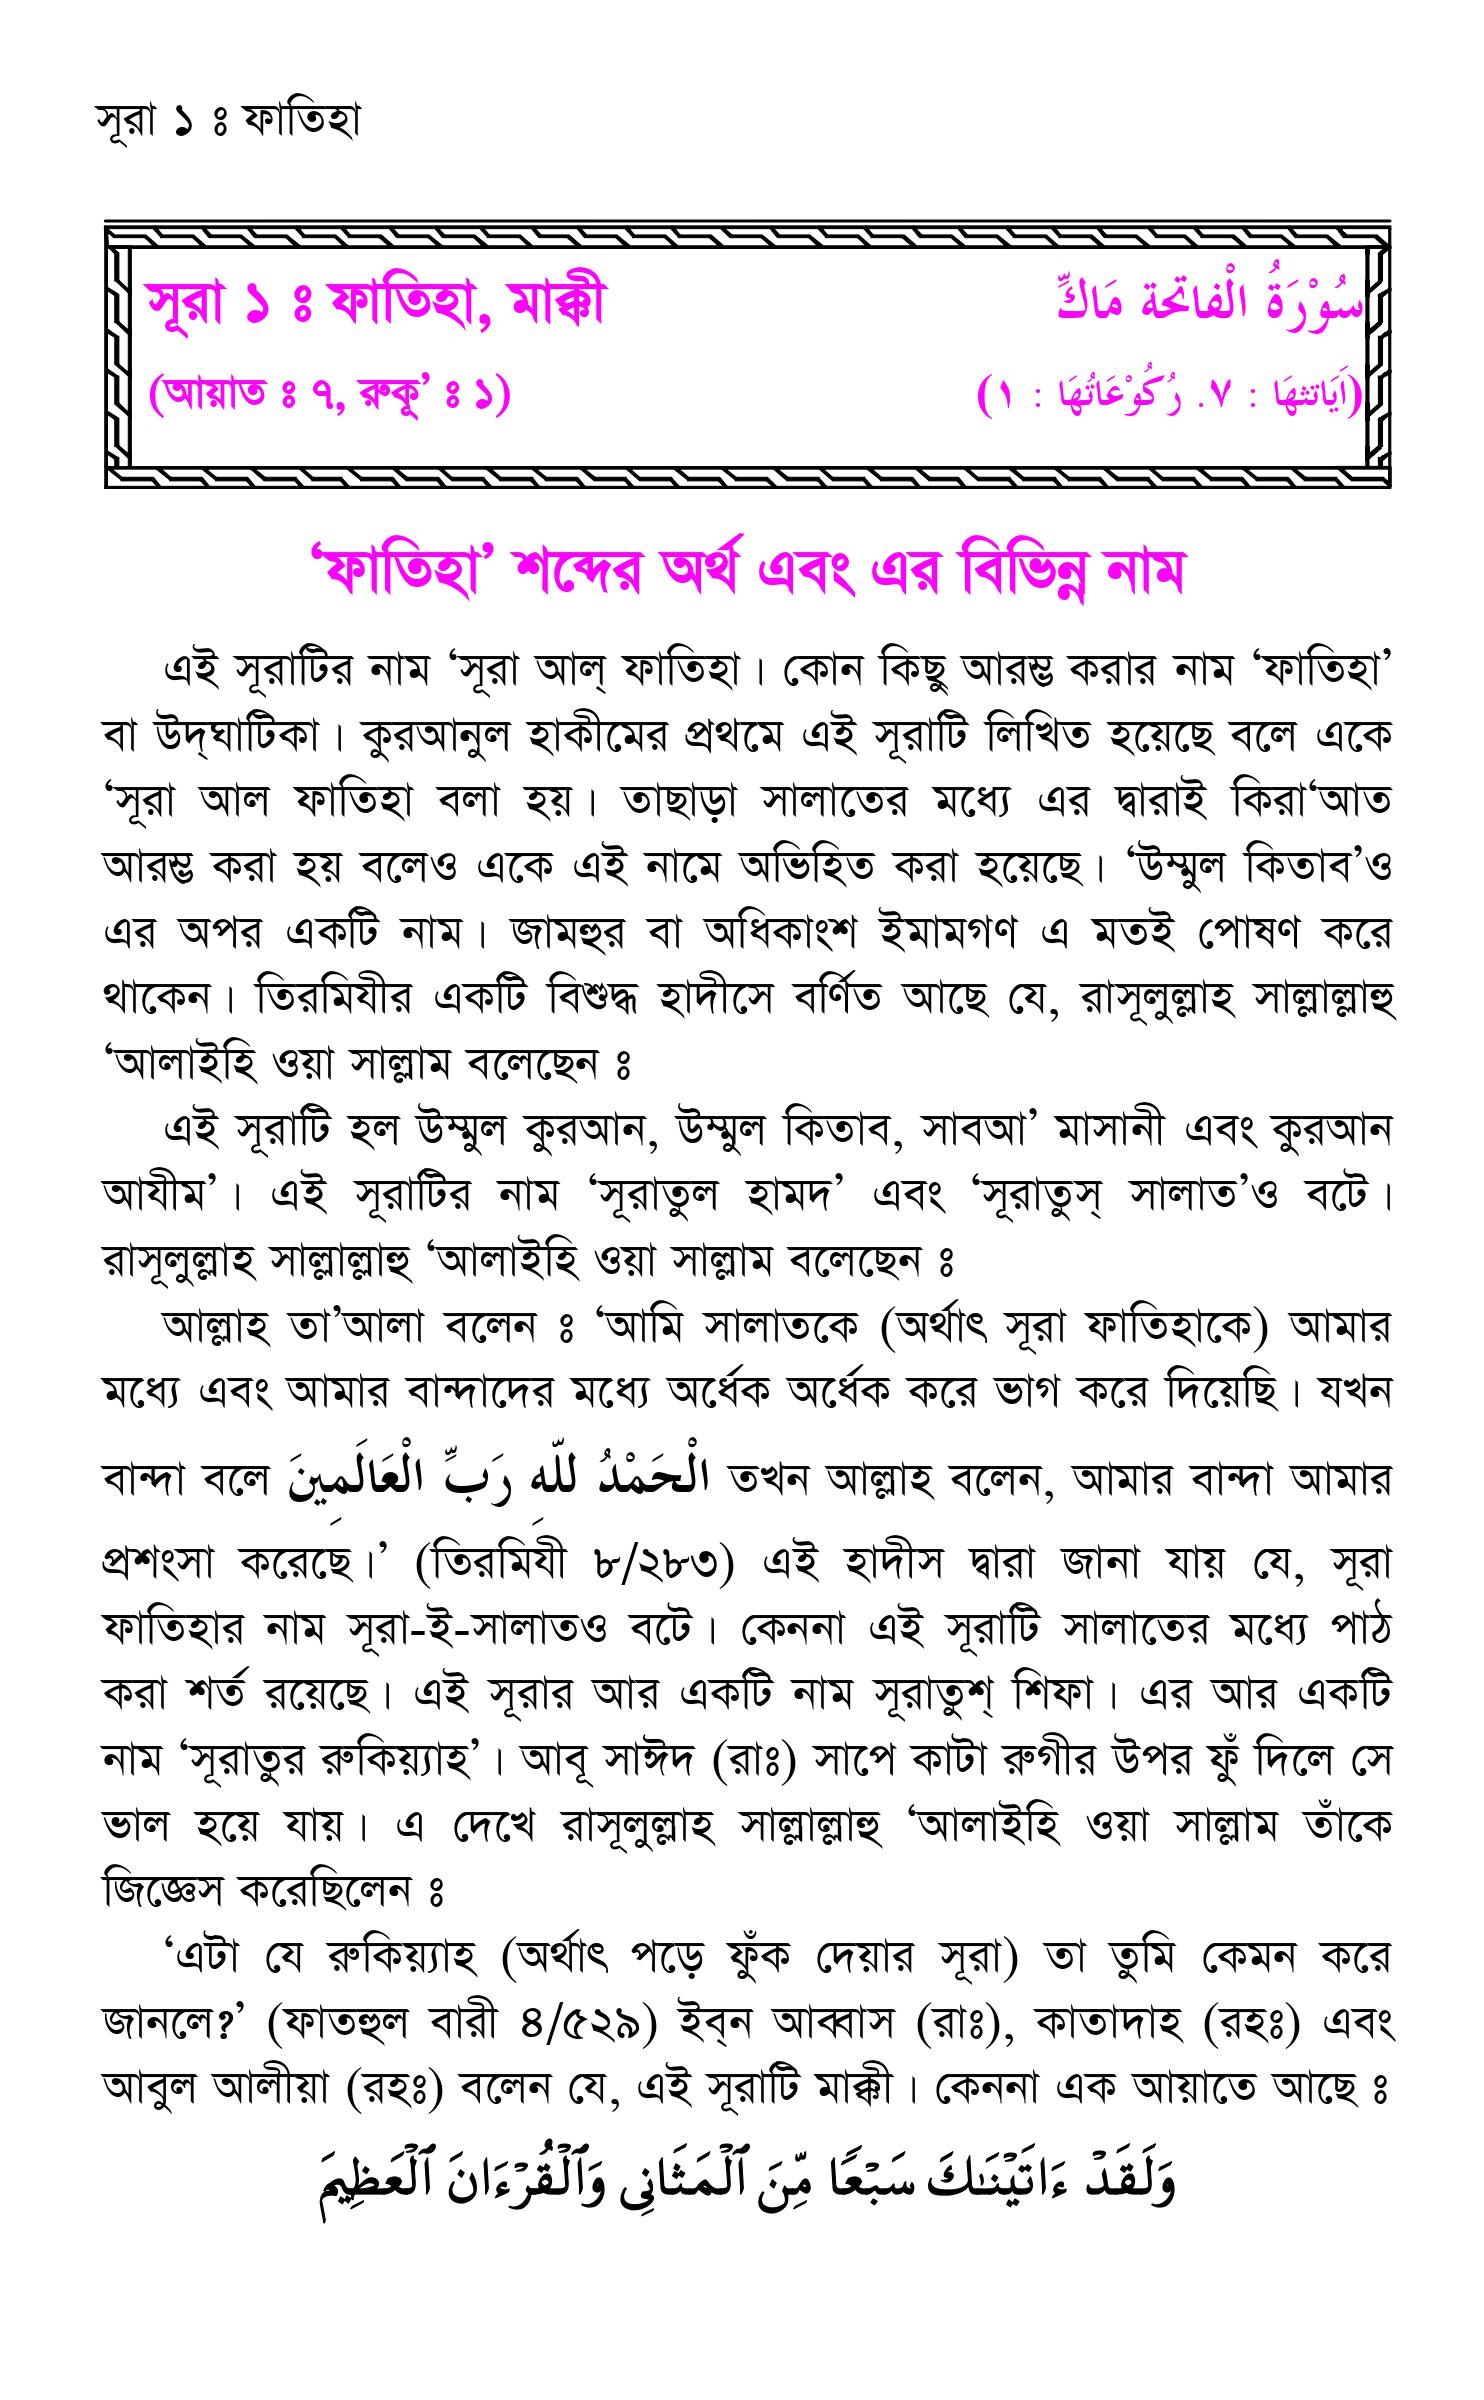 সূরা ১ ঃ ফাতিহা
সূরা ১ ঃ ফাতিহা, মাক্কী
سُوْرَةُ الْفاتحة مَاكِّ
(আয়াত ঃ ৭, রুকূ’ ঃ ১)
(اَيَاتثهَا : ٧. رُكُوْعَاتُهَا : ١)
‘ফাতিহা’ শব্দের অর্থ এবং এর বিভিন্ন নাম
এই সূরাটির নাম ‘সূরা আল্ ফাতিহা। কোন কিছু আরম্ভ করার নাম ‘ফাতিহা’
বা উদ্‌ঘাটিকা। কুরআনুল হাকীমের প্রথমে এই সূরাটি লিখিত হয়েছে বলে একে
‘সূরা আল ফাতিহা বলা হয়। তাছাড়া সালাতের মধ্যে এর দ্বারাই কিরা‘আত
আরম্ভ করা হয় বলেও একে এই নামে অভিহিত করা হয়েছে। ‘উম্মুল কিতাব’ও
এর অপর একটি নাম। জামহুর বা অধিকাংশ ইমামগণ এ মতই পোষণ করে
থাকেন। তিরমিযীর একটি বিশুদ্ধ হাদীসে বর্ণিত আছে যে, রাসূলুল্লাহ সাল্লাল্লাহু
‘আলাইহি ওয়া সাল্লাম বলেছেন ঃ
এই সূরাটি হল উম্মুল কুরআন, উম্মুল কিতাব, সাবআ’ মাসানী এবং কুরআন
আযীম’। এই সূরাটির নাম ‘সূরাতুল হামদ’ এবং ‘সূরাতুস্ সালাত’ও বটে।
রাসূলুল্লাহ সাল্লাল্লাহু ‘আলাইহি ওয়া সাল্লাম বলেছেন ঃ
আল্লাহ তা’আলা বলেন ঃ ‘আমি সালাতকে (অর্থাৎ সূরা ফাতিহাকে) আমার
মধ্যে এবং আমার বান্দাদের মধ্যে অর্ধেক অর্ধেক করে ভাগ করে দিয়েছি। যখন
বান্দা বলে الْحَمْدُ للّهِ رَبِّ الْعَالَمِينَ তখন আল্লাহ বলেন, আমার বান্দা আমার
প্রশংসা করেছে।’ (তিরমিযী ৮/২৮৩) এই হাদীস দ্বারা জানা যায় যে, সূরা
ফাতিহার নাম সূরা-ই-সালাতও বটে। কেননা এই সূরাটি সালাতের মধ্যে পাঠ
করা শর্ত রয়েছে। এই সূরার আর একটি নাম সূরাতুশ্ শিফা। এর আর একটি
নাম ‘সূরাতুর রুকিয়্যাহ’। আবূ সাঈদ (রাঃ) সাপে কাটা রুগীর উপর ফুঁ দিলে সে
ভাল হয়ে যায়। এ দেখে রাসূলুল্লাহ সাল্লাল্লাহু ‘আলাইহি ওয়া সাল্লাম তাঁকে
জিজ্ঞেস করেছিলেন ঃ
‘এটা যে রুকিয়্যাহ (অর্থাৎ পড়ে ফুঁক দেয়ার সূরা) তা তুমি কেমন করে
জানলে?’ (ফাতহুল বারী ৪/৫২৯) ইব্‌ন আব্বাস (রাঃ), কাতাদাহ (রহঃ) এবং
আবুল আলীয়া (রহঃ) বলেন যে, এই সূরাটি মাক্কী। কেননা এক আয়াতে আছে ঃ
وَلَقَدْ ءَاتَيْنَـٰكَ سَبْعًا مِّنَ ٱلْمَثَانِى وَٱلْقُرْءَانَ ٱلْعَظِيمَ